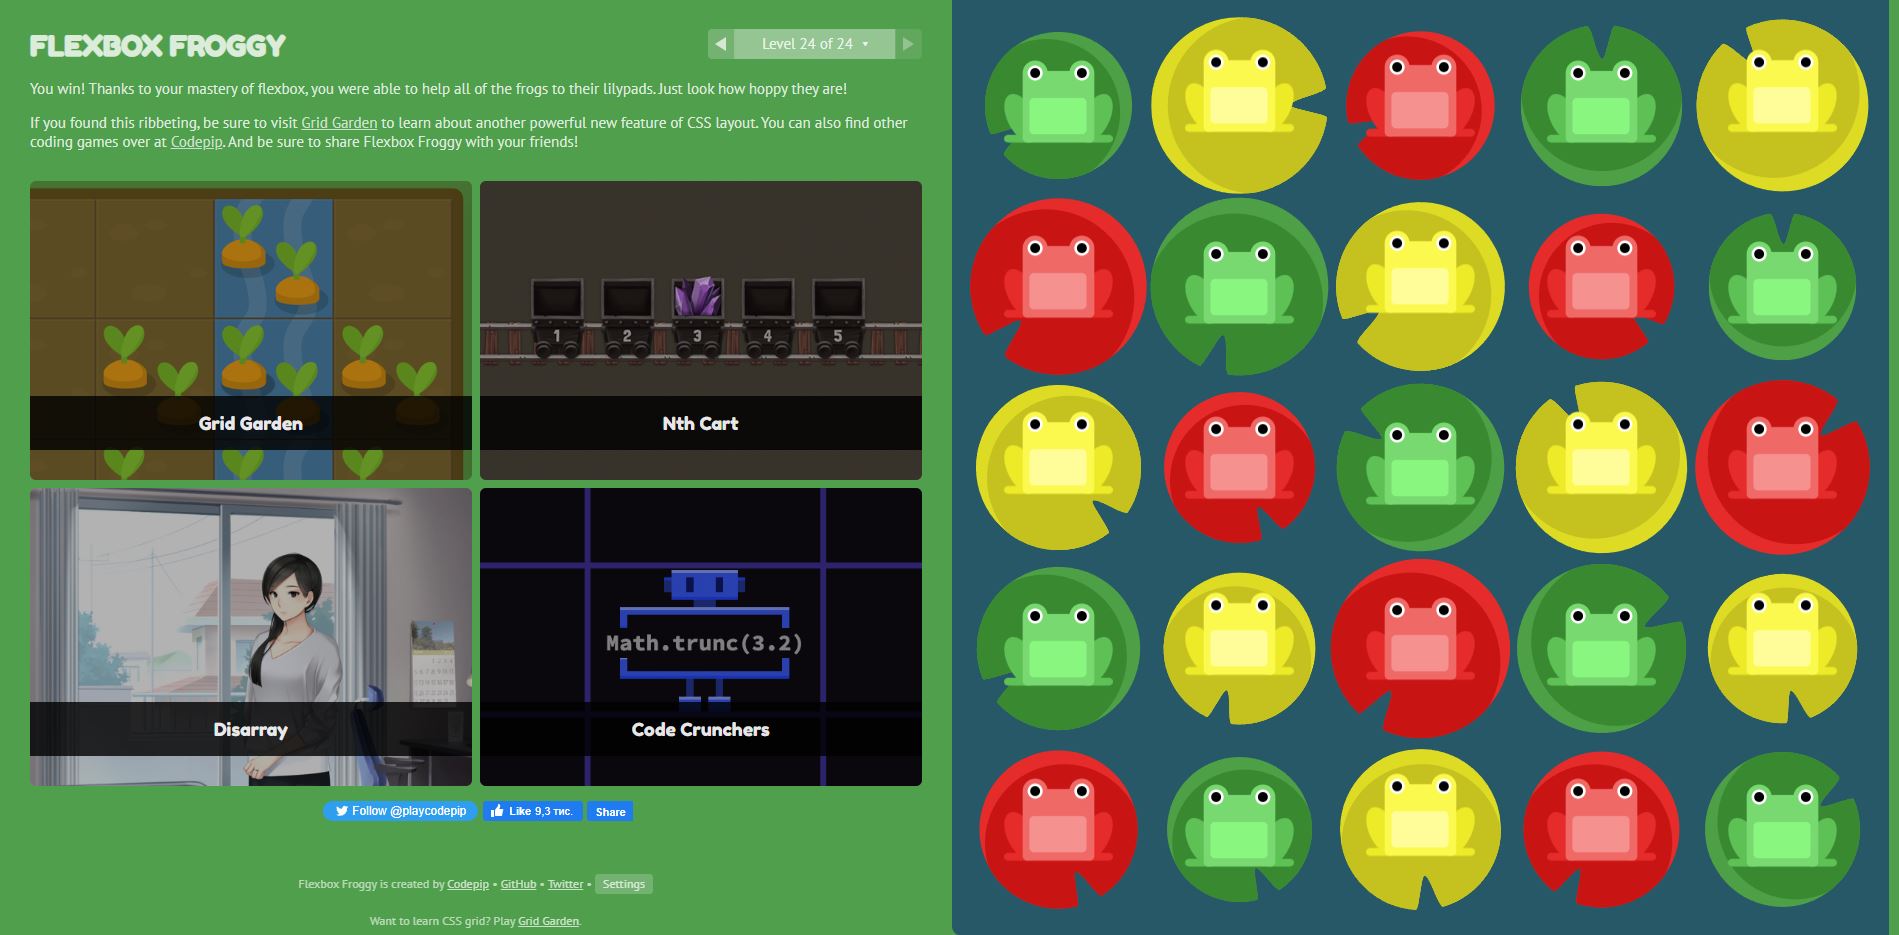 FLEXBOX FROGGY
Level 24 of 24
You win! Thanks to your mastery of flexbox, you were able to help all of the frogs to their lilypads. Just look how hoppy they are!
If you found this ribbeting, be sure to visit Grid Garden to learn about another powerful new feature of CSS layout. You can also find other
coding games over at Codepip. And be sure to share Flexbox Froggy with your friends!
1 2 3 4 5
Grid Garden
Nth Cart
Math.trunc(3.2)
Disarray
Code Crunchers
Follow @playcodepip
Like 9,3 тис.
Share
Flexbox Froggy is created by Codepip • GitHub • Twitter • Settings
Want to learn CSS grid? Play Grid Garden.